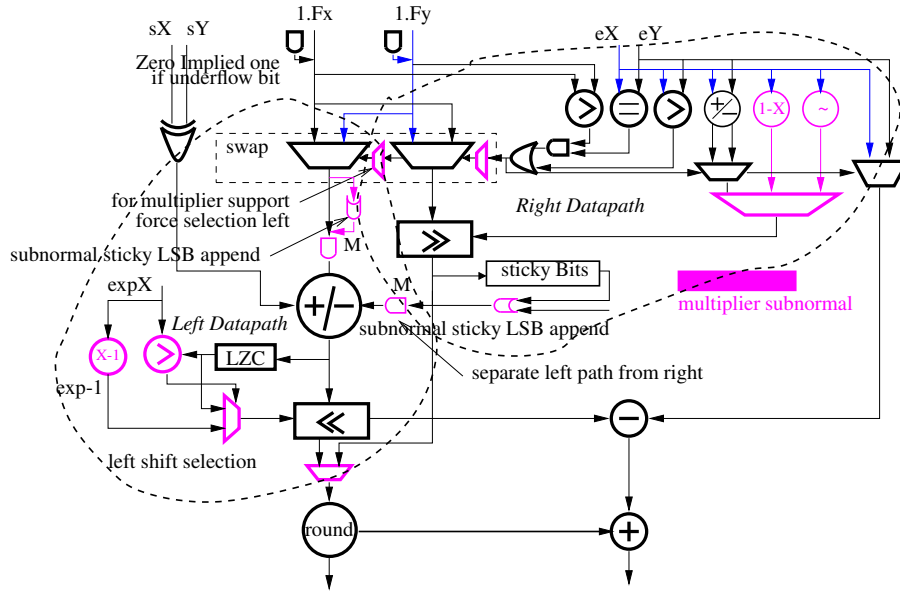 sX sY
1.Fx
1.Fy
eX eY
Zero Implied one
if underflow bit
> = > +/- 1-X ~
swap
for multiplier support
force selection left
Right Datapath
>>
M
subnormal sticky LSB append
sticky Bits
expX
M
multiplier subnormal
+/-
Left Datapath
subnormal sticky LSB append
X-1 > LZC
separate left path from right
exp-1
<< −
left shift selection
round +